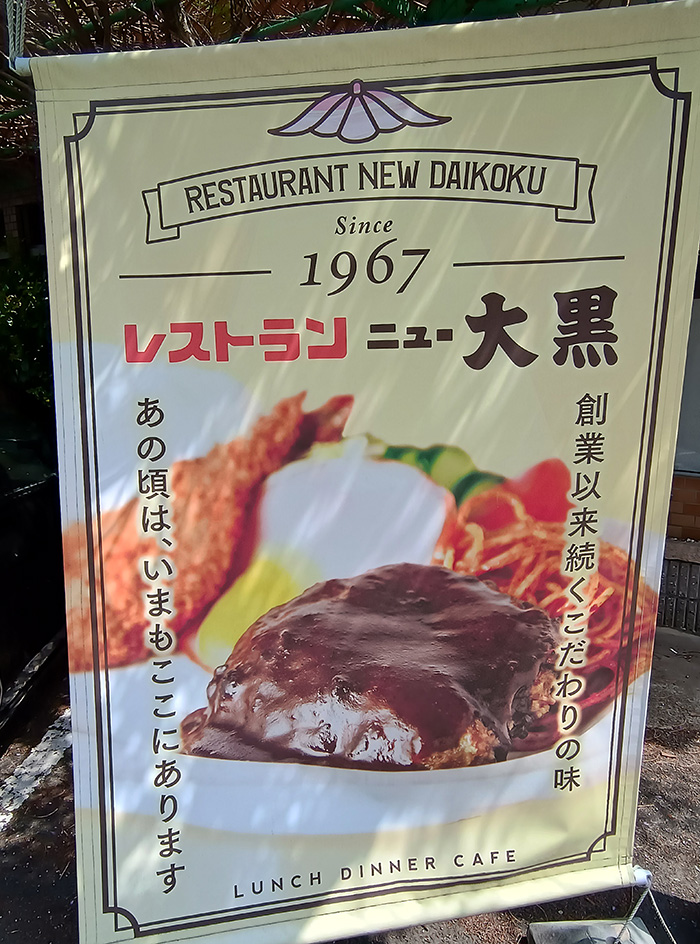 RESTAURANT NEW DAIKOKU
Since
1967
レストラン ニュー大黒
創業以来続くこだわりの味
あの頃は、いまもここにあります
LUNCH DINNER CAFE